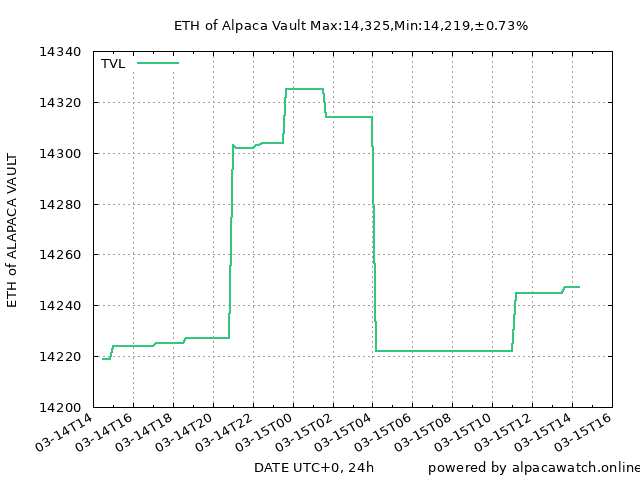 ETH of Alpaca Vault Max:14,325,Min:14,219,±0.73%
TVL
ETH of ALAPACA VAULT
14340
14320
14300
14280
14260
14240
14220
14200
03-14T14
03-14T16
03-14T18
03-14T20
03-14T22
03-15T00
03-15T02
03-15T04
03-15T06
03-15T08
03-15T10
03-15T12
03-15T14
03-15T16
DATE UTC+0, 24h
powered by alpacawatch.online